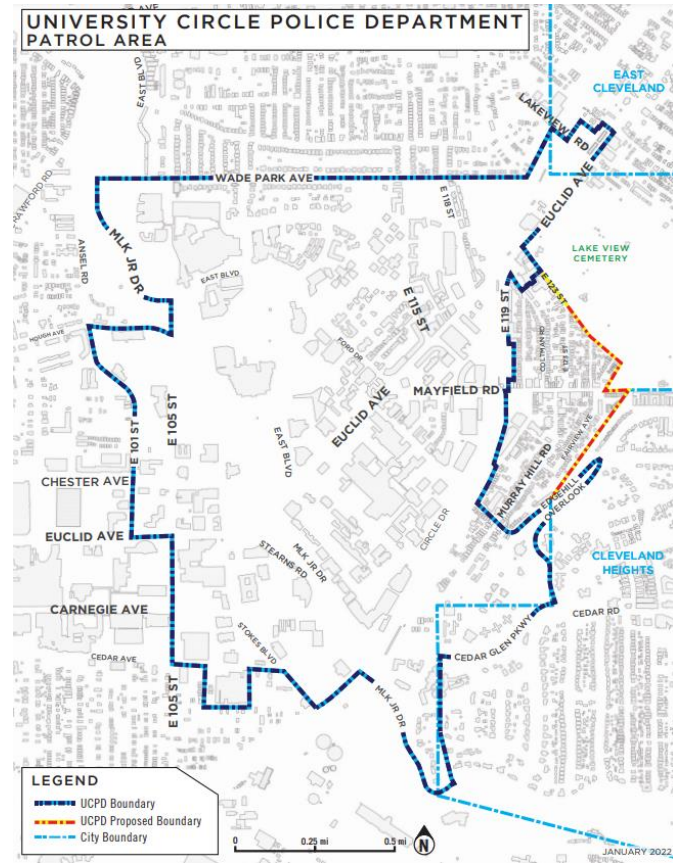 UNIVERSITY CIRCLE POLICE DEPARTMENT
PATROL AREA
AVE
EAST BLVD
EAST
CLEVELAND
LAKEVIEW RD
WADE PARK AVE
E 118 ST
EUCLID AVE
MLK JR DR
ANSEL RD
LAKE VIEW
CEMETERY
EAST BLVD
E 123 ST
E 115 ST
E 119 ST
COLTMAN RD
HOUGH AVE
FORD DR
MAYFIELD RD
EUCLID AVE
E 101 ST
E 105 ST
EAST BLVD
FAIRVIEW AVE
MURRAY HILL RD
CHESTER AVE
EDGEHILL
OVERLOOK
CIRCLE DR
EUCLID AVE
MLK JR DR
STEARNS RD
CLEVELAND
HEIGHTS
CARNEGIE AVE
CEDAR RD
STOKES BLVD
CEDAR GLEN PKWY
CEDAR AVE
E 105 ST
MLK JR DR
LEGEND
UCPD Boundary
UCPD Proposed Boundary
City Boundary
0 0.25 mi 0.5 mi
N
JANUARY 2022